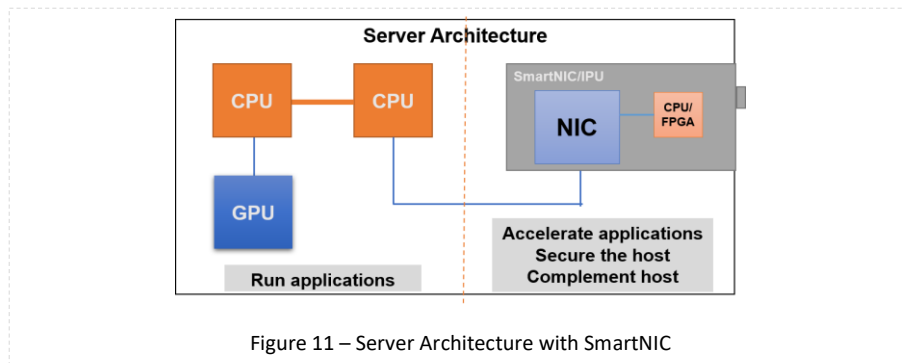 Server Architecture
SmartNIC/IPU
CPU
CPU
NIC
CPU/
FPGA
GPU
Accelerate applications
Secure the host
Complement host
Run applications
Figure 11 – Server Architecture with SmartNIC